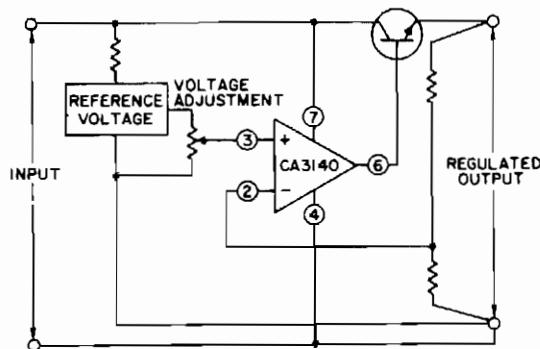 VOLTAGE
ADJUSTMENT
REFERENCE
VOLTAGE
7
3
+
CA3140
6
2
−
4
INPUT
REGULATED
OUTPUT